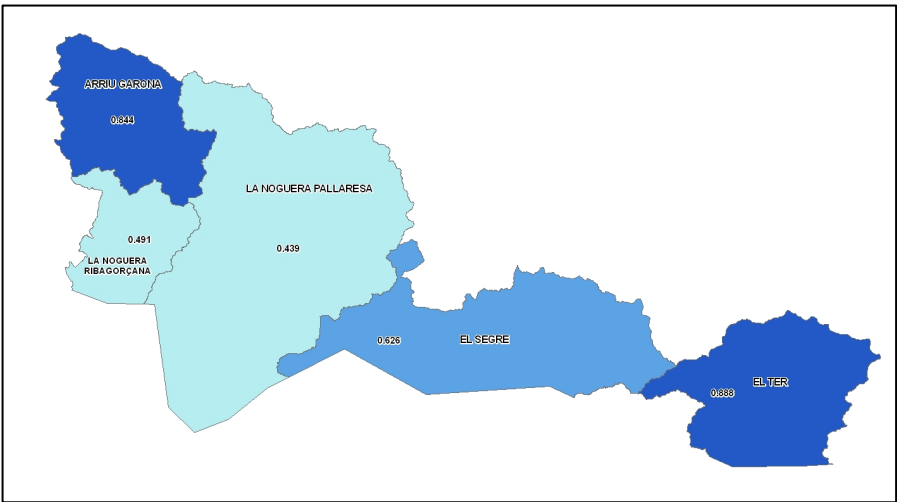 ARRIU GARONA
0.844
LA NOGUERA PALLARESA
0.491
0.439
LA NOGUERA
RIBAGORÇANA
0.626
EL SEGRE
EL TER
0.888